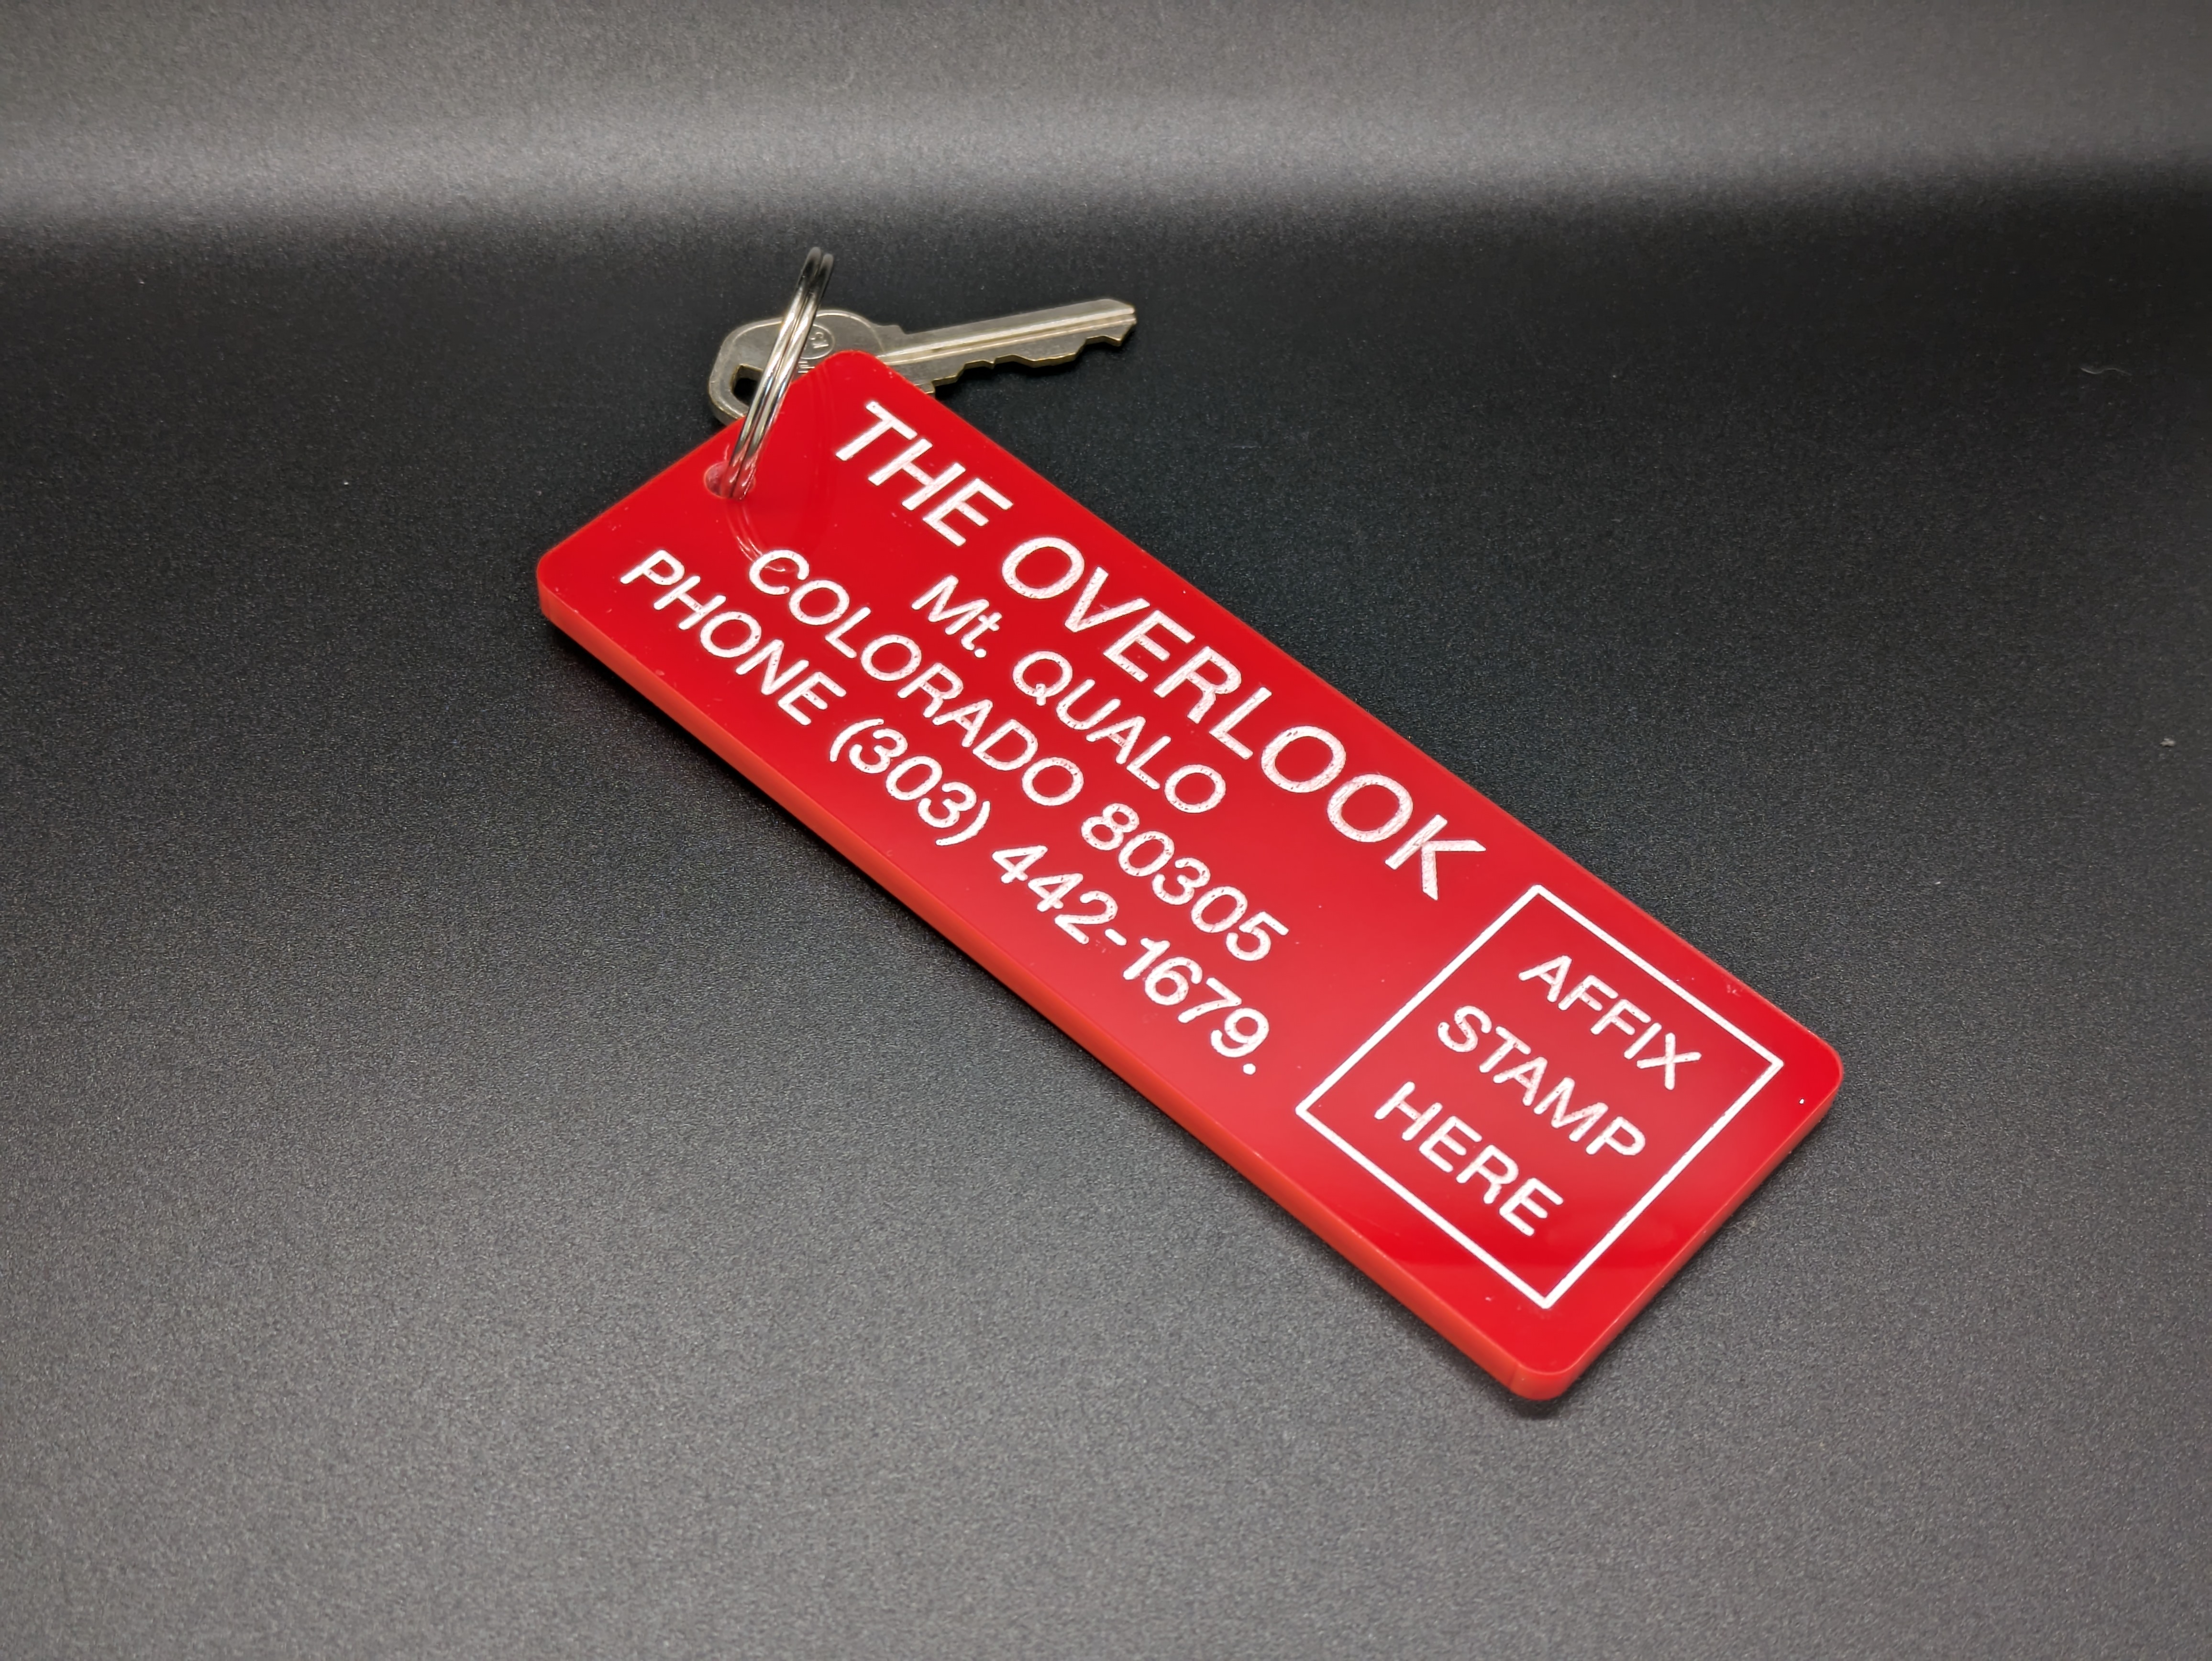 THE OVERLOOK
Mt. QUALO
COLORADO 80305
PHONE (303) 442-1679.
AFFIX
STAMP
HERE